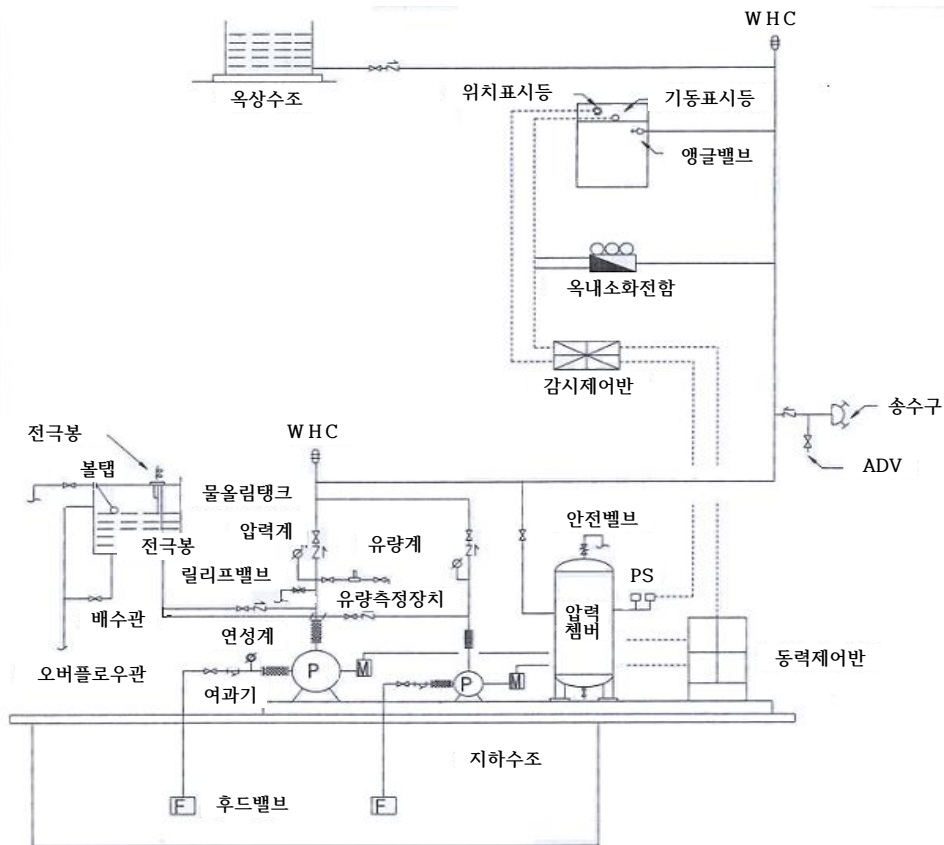 WHC
옥상수조
위치표시등
기동표시등
앵글밸브
옥내소화전함
감시제어반
송수구
ADV
전극봉
WHC
볼탭
물올림탱크
안전벨브
압력계
유량계
전극봉
PS
릴리프밸브
유량측정장치
압력
쳄버
배수관
연성계
동력제어반
오버플로우관
P
M
여과기
P
M
지하수조
F
후드밸브
F